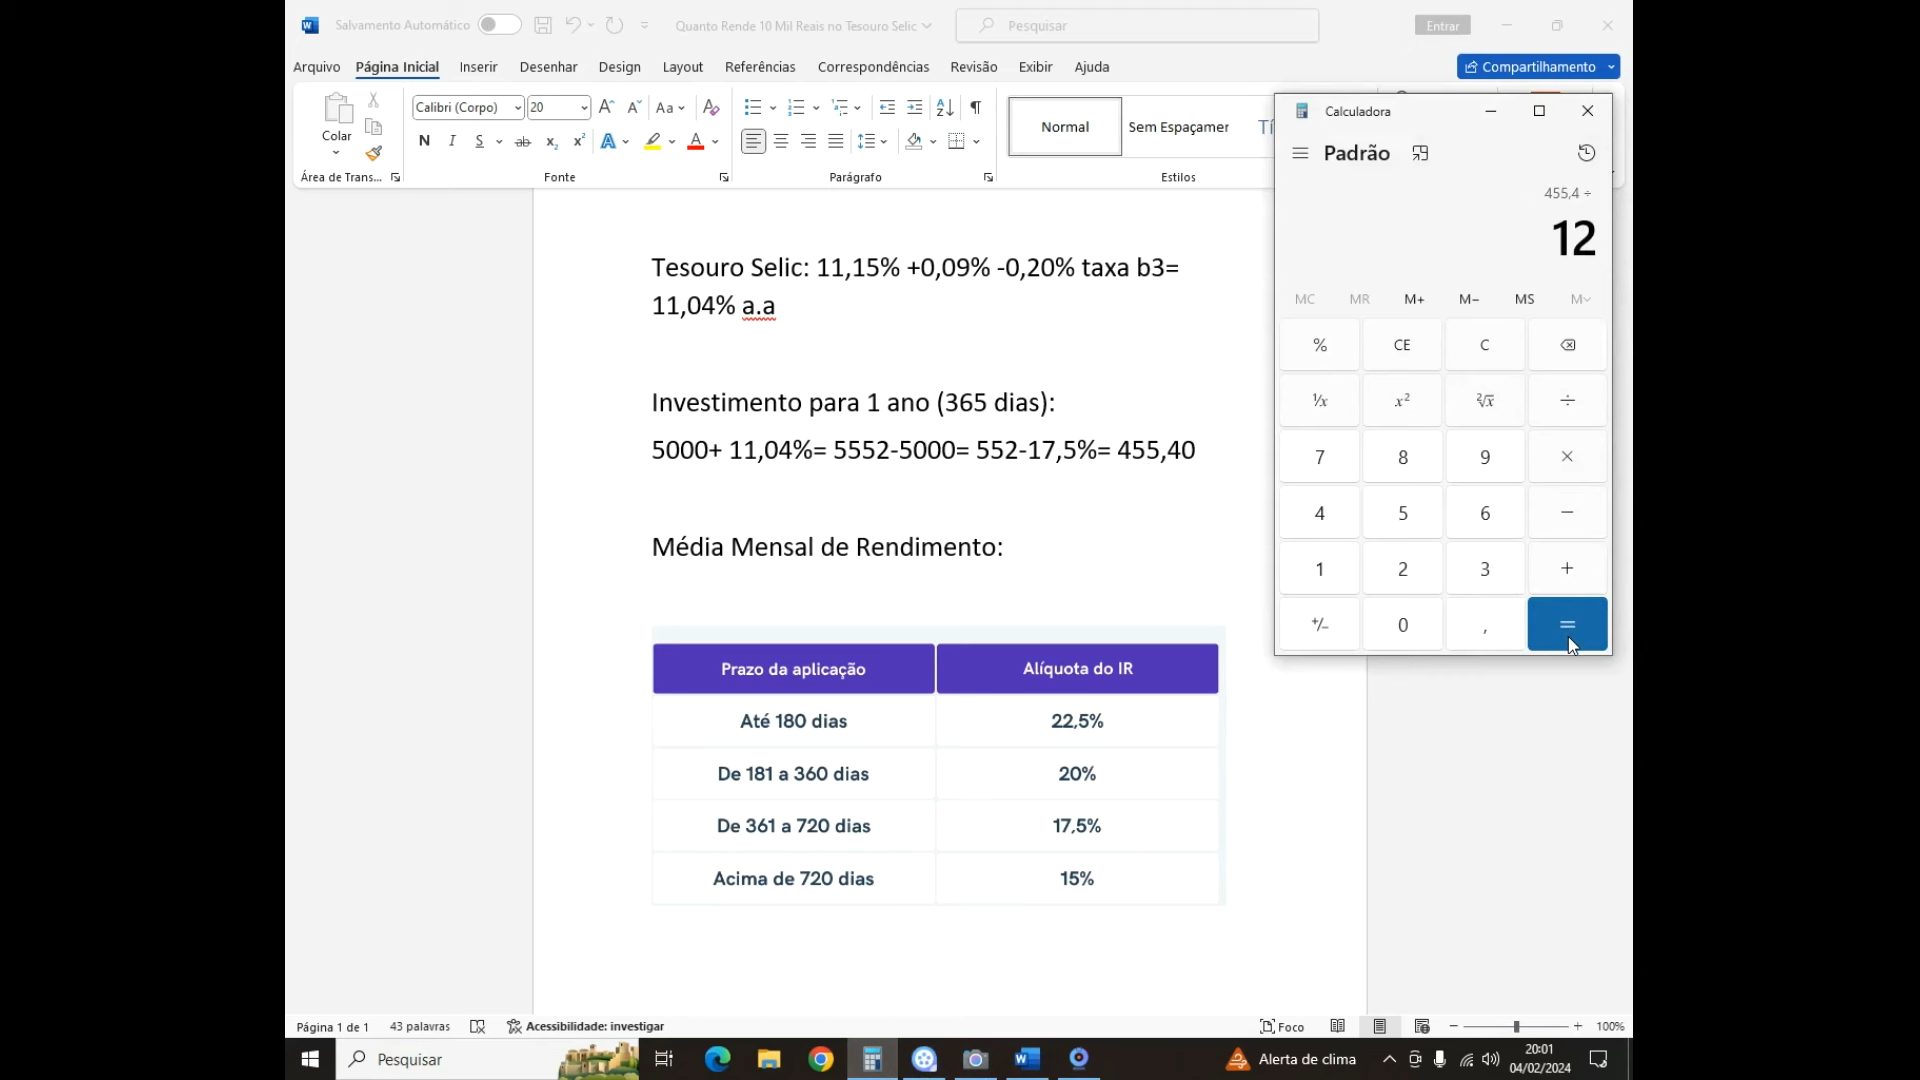 Salvamento Automático
Quanto Rende 10 Mil Reais no Tesouro Selic
Pesquisar
Entrar
Arquivo
Página Inicial
Inserir
Desenhar
Design
Layout
Referências
Correspondências
Revisão
Exibir
Ajuda
Compartilhamento
Colar
Área de Trans...
Calibri (Corpo)
20
Fonte
Parágrafo
Normal
Sem Espaçamer
Estilos
Calculadora
Padrão
455,4 ÷
12
MC MR M+ M− MS M
% CE C
¹/x x² ²√x ÷
7 8 9 ×
4 5 6 −
1 2 3 +
+/− 0 , =
Tesouro Selic: 11,15% +0,09% -0,20% taxa b3=
11,04% a.a
Investimento para 1 ano (365 dias):
5000+ 11,04%= 5552-5000= 552-17,5%= 455,40
Média Mensal de Rendimento:
Prazo da aplicação Alíquota do IR
Até 180 dias 22,5%
De 181 a 360 dias 20%
De 361 a 720 dias 17,5%
Acima de 720 dias 15%
Página 1 de 1
43 palavras
Acessibilidade: investigar
Foco
100%
Pesquisar
Alerta de clima
20:01
04/02/2024